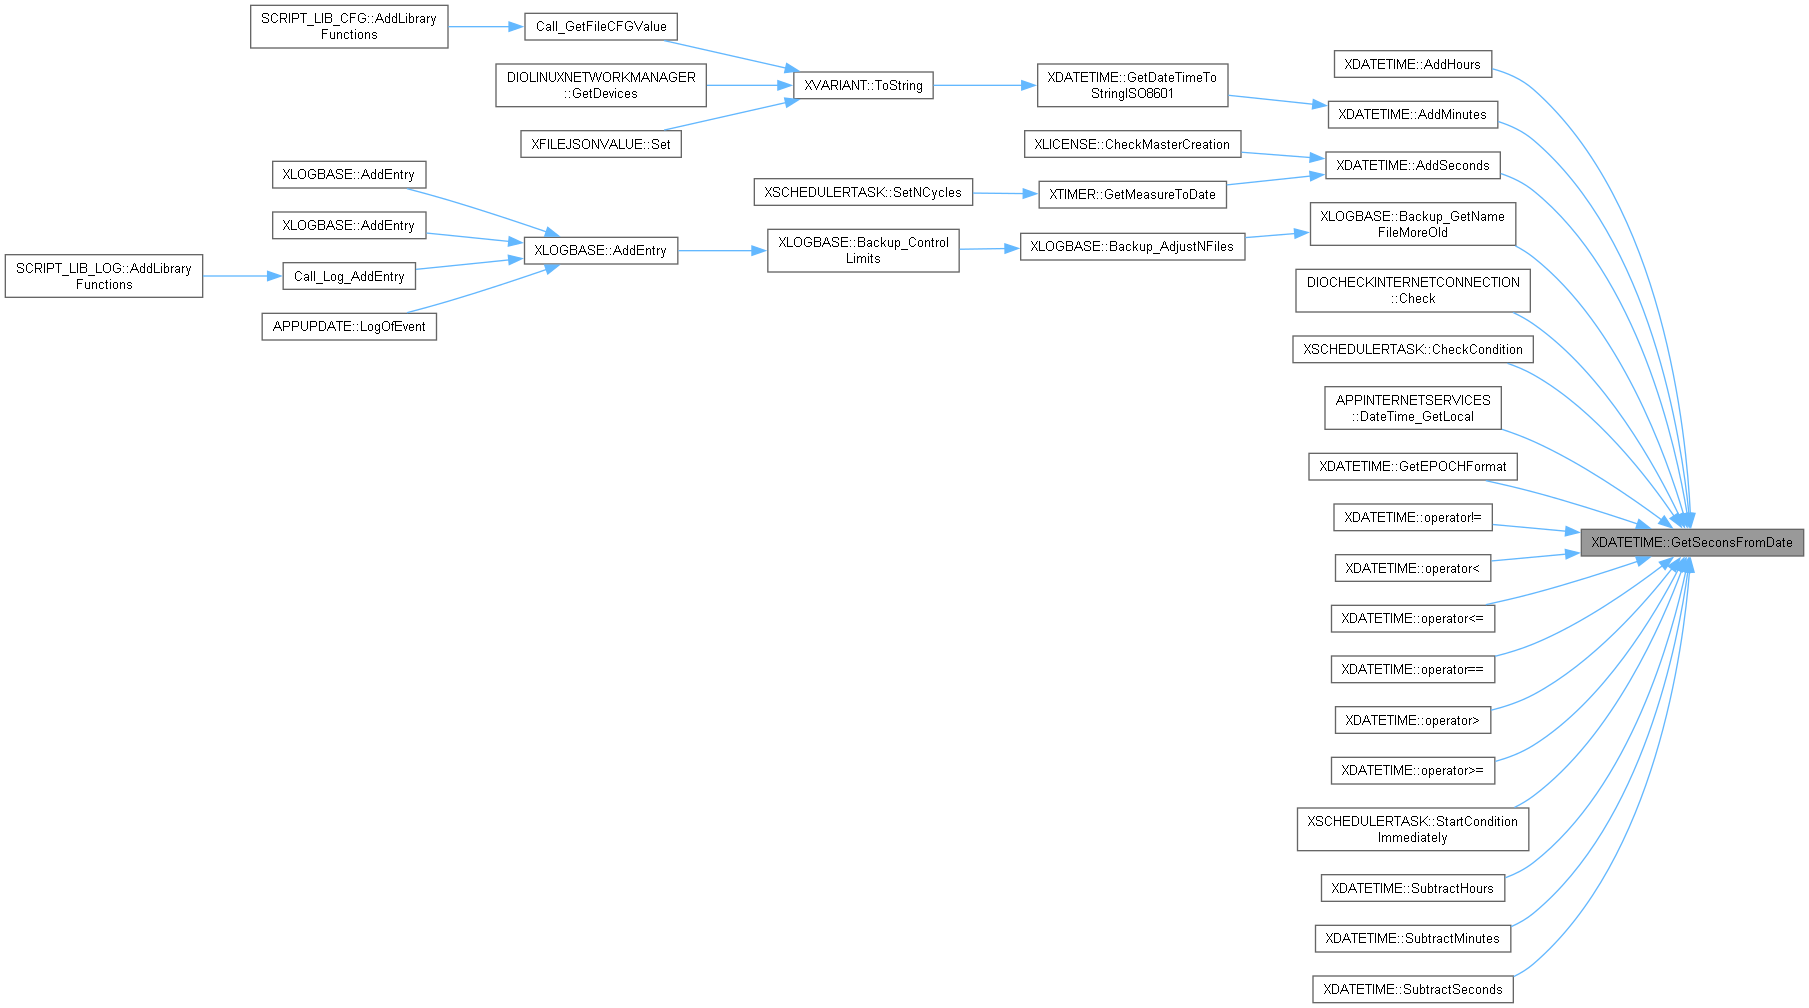 SCRIPT_LIB_CFG::AddLibrary
Functions
Call_GetFileCFGValue
DIOLINUXNETWORKMANAGER
::GetDevices
XFILEJSONVALUE::Set
XVARIANT::ToString
XDATETIME::GetDateTimeTo
StringISO8601
XDATETIME::AddHours
XDATETIME::AddMinutes
XLICENSE::CheckMasterCreation
XDATETIME::AddSeconds
XSCHEDULERTASK::SetNCycles
XTIMER::GetMeasureToDate
XLOGBASE::AddEntry
XLOGBASE::AddEntry
SCRIPT_LIB_LOG::AddLibrary
Functions
Call_Log_AddEntry
APPUPDATE::LogOfEvent
XLOGBASE::AddEntry
XLOGBASE::Backup_Control
Limits
XLOGBASE::Backup_AdjustNFiles
XLOGBASE::Backup_GetName
FileMoreOld
DIOCHECKINTERNETCONNECTION
::Check
XSCHEDULERTASK::CheckCondition
APPINTERNETSERVICES
::DateTime_GetLocal
XDATETIME::GetEPOCHFormat
XDATETIME::operator!=
XDATETIME::GetSeconsFromDate
XDATETIME::operator<
XDATETIME::operator<=
XDATETIME::operator==
XDATETIME::operator>
XDATETIME::operator>=
XSCHEDULERTASK::StartCondition
Immediately
XDATETIME::SubtractHours
XDATETIME::SubtractMinutes
XDATETIME::SubtractSeconds